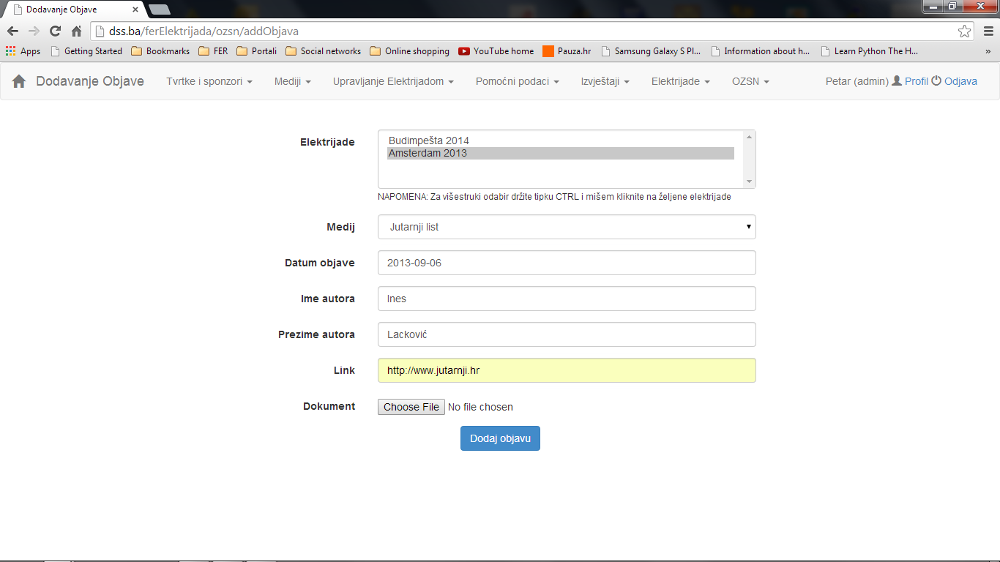 Dodavanje Objave
dss.ba/ferElektrijada/ozsn/addObjava
Apps Getting Started Bookmarks FER Portali Social networks Online shopping YouTube home Pauza.hr Samsung Galaxy S Pl... Information about h... Learn Python The H... »
Dodavanje Objave Tvrtke i sponzori Mediji Upravljanje Elektrijadom Pomoćni podaci Izvještaji Elektrijade OZSN Petar (admin) Profil Odjava
Elektrijade Budimpešta 2014
Amsterdam 2013
NAPOMENA: Za višestruki odabir držite tipku CTRL i mišem kliknite na željene elektrijade
Medij Jutarnji list
Datum objave 2013-09-06
Ime autora Ines
Prezime autora Lacković
Link http://www.jutarnji.hr
Dokument Choose File No file chosen
Dodaj objavu